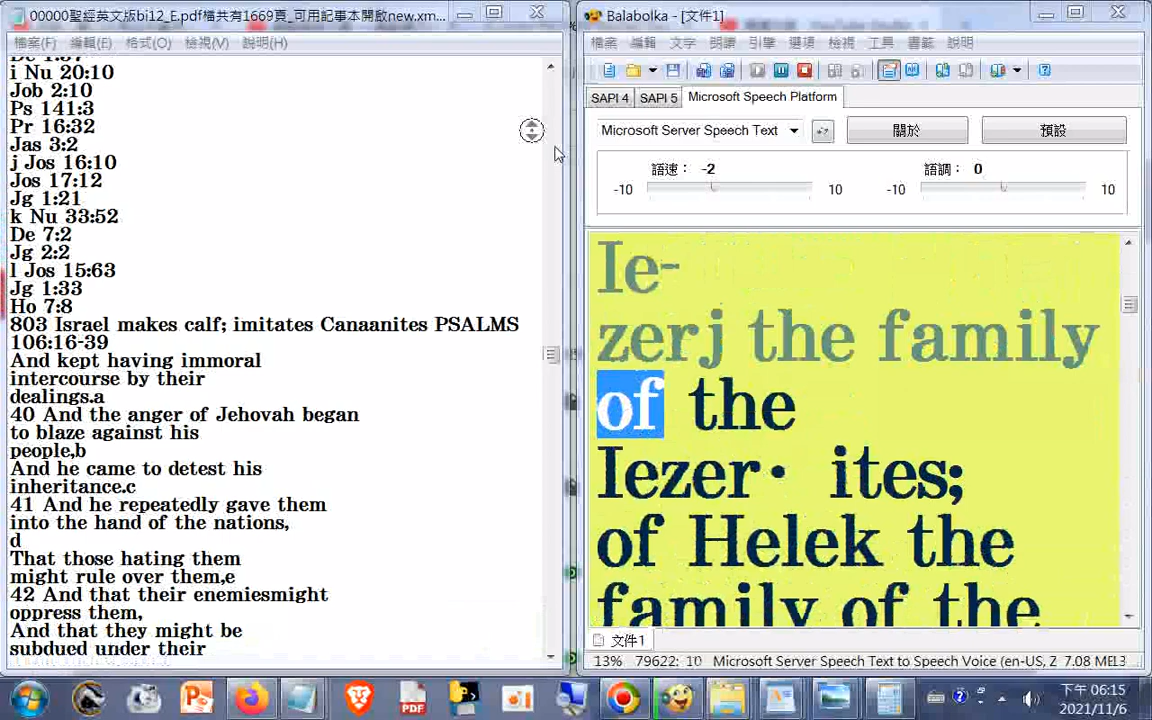 00000聖經英文版bi12_E.pdf檔共有1669頁_可用記事本開啟new.xm...
檔案(F) 編輯(E) 格式(O) 檢視(V) 說明(H)
De 1:37
i Nu 20:10
Job 2:10
Ps 141:3
Pr 16:32
Jas 3:2
j Jos 16:10
Jos 17:12
Jg 1:21
k Nu 33:52
De 7:2
Jg 2:2
l Jos 15:63
Jg 1:33
Ho 7:8
803 Israel makes calf; imitates Canaanites PSALMS
106:16-39
And kept having immoral
intercourse by their
dealings.a
40 And the anger of Jehovah began
to blaze against his
people,b
And he came to detest his
inheritance.c
41 And he repeatedly gave them
into the hand of the nations,
d
That those hating them
might rule over them,e
42 And that their enemiesmight
oppress them,
And that they might be
subdued under their
Balabolka - [文件1]
檔案 編輯 文字 朗讀 引擎 選項 檢視 工具 書籤 說明
SAPI 4 SAPI 5 Microsoft Speech Platform
Microsoft Server Speech Text 關於 預設
語速： -2 語調： 0
-10 10 -10 10
Ie-
zerj the family
of the
Iezer· ites;
of Helek the
family of the
文件1
13% 79622: 10 Microsoft Server Speech Text to Speech Voice (en-US, Z 7.08 МЕ
下午 06:15
2021/11/6